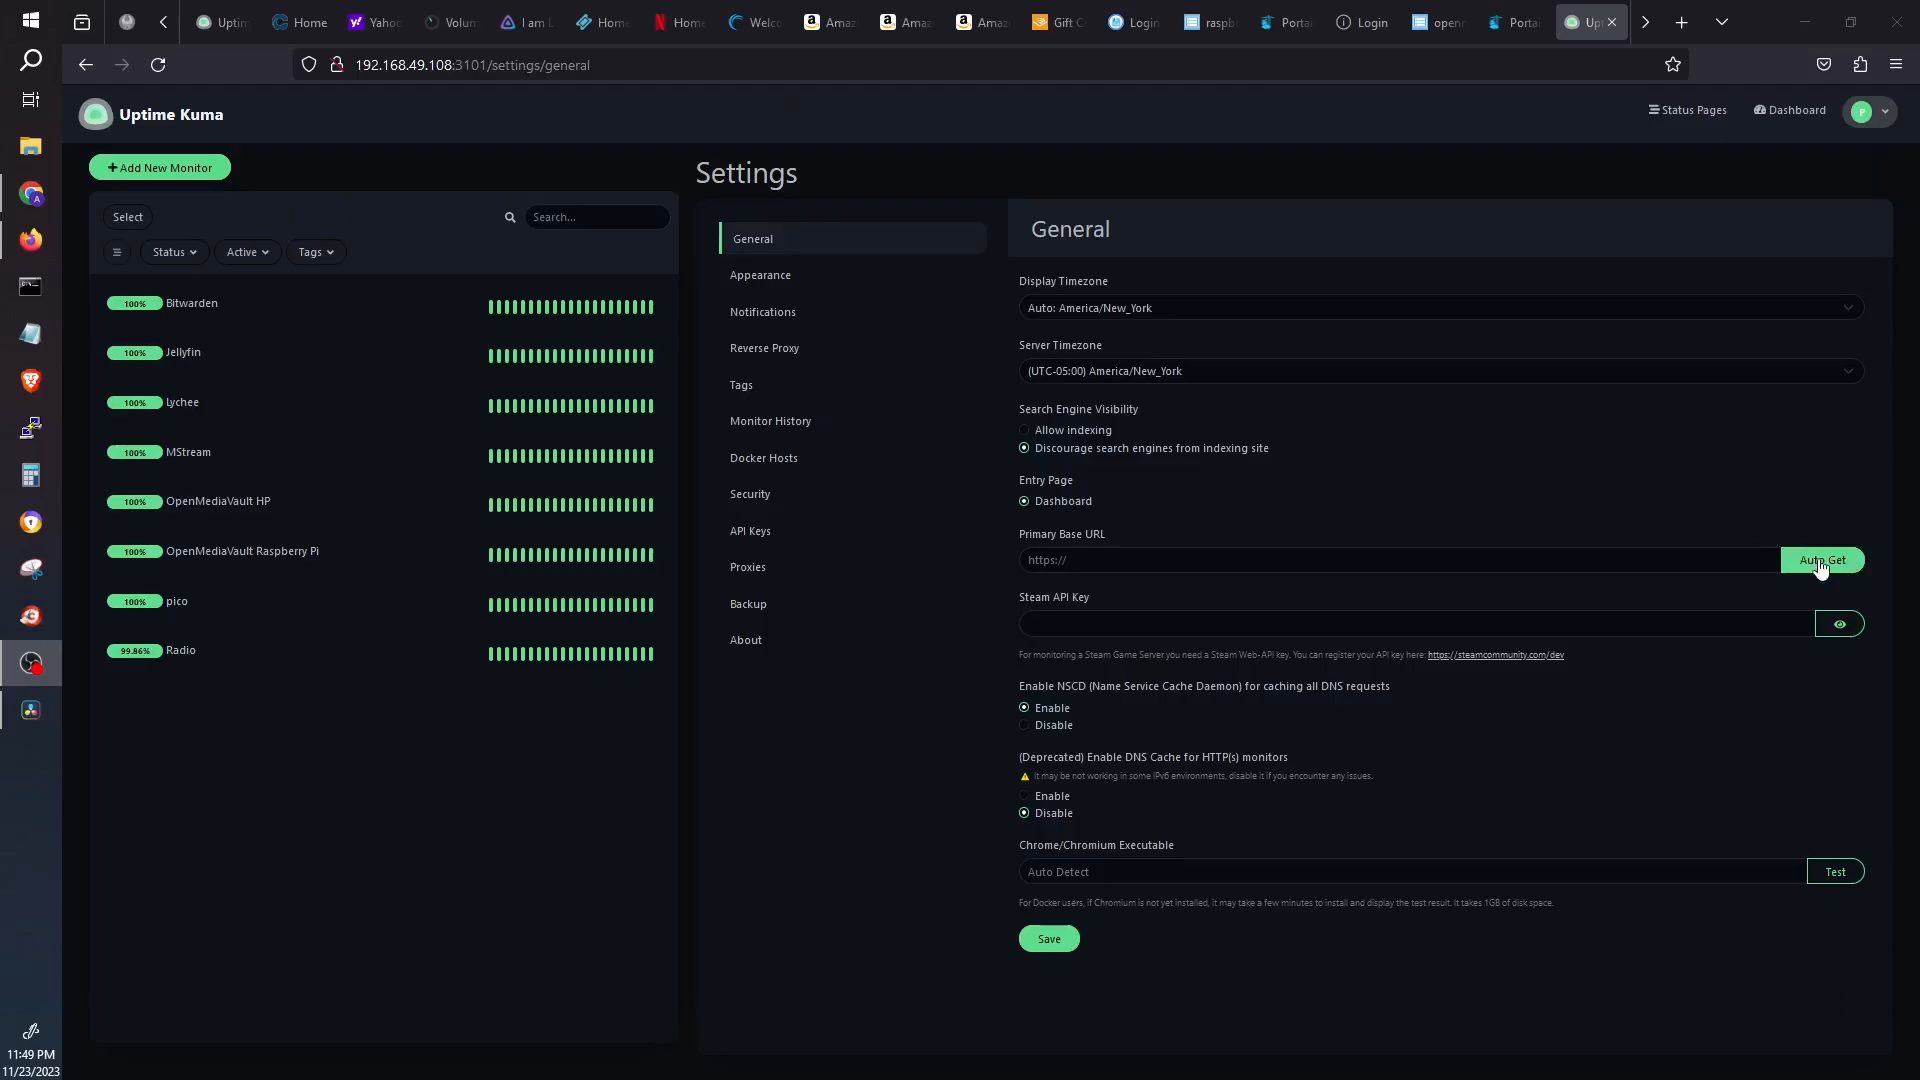 Uptim
Home
Yaho
Volun
I am L
Home
Home
Welco
Amaz
Amaz
Amaz
Gift C
Login
raspb
Portai
Login
openr
Portai
Up
192.168.49.108:3101/settings/general
Uptime Kuma
Status Pages
Dashboard
P
Add New Monitor
Select
Search...
Status
Active
Tags
100% Bitwarden
100% Jellyfin
100% Lychee
100% MStream
100% OpenMediaVault HP
100% OpenMediaVault Raspberry Pi
100% pico
99.86% Radio
Settings
General
Appearance
Notifications
Reverse Proxy
Tags
Monitor History
Docker Hosts
Security
API Keys
Proxies
Backup
About
General
Display Timezone
Auto: America/New_York
Server Timezone
(UTC-05:00) America/New_York
Search Engine Visibility
Allow indexing
Discourage search engines from indexing site
Entry Page
Dashboard
Primary Base URL
https://
Auto Get
Steam API Key
For monitoring a Steam Game Server you need a Steam Web-API key. You can register your API key here: https://steamcommunity.com/dev
Enable NSCD (Name Service Cache Daemon) for caching all DNS requests
Enable
Disable
(Deprecated) Enable DNS Cache for HTTP(s) monitors
It may be not working in some IPv6 environments, disable it if you encounter any issues.
Enable
Disable
Chrome/Chromium Executable
Auto Detect
Test
For Docker users, if Chromium is not yet installed, it may take a few minutes to install and display the test result. It takes 1GB of disk space.
Save
11:49 PM
11/23/2023